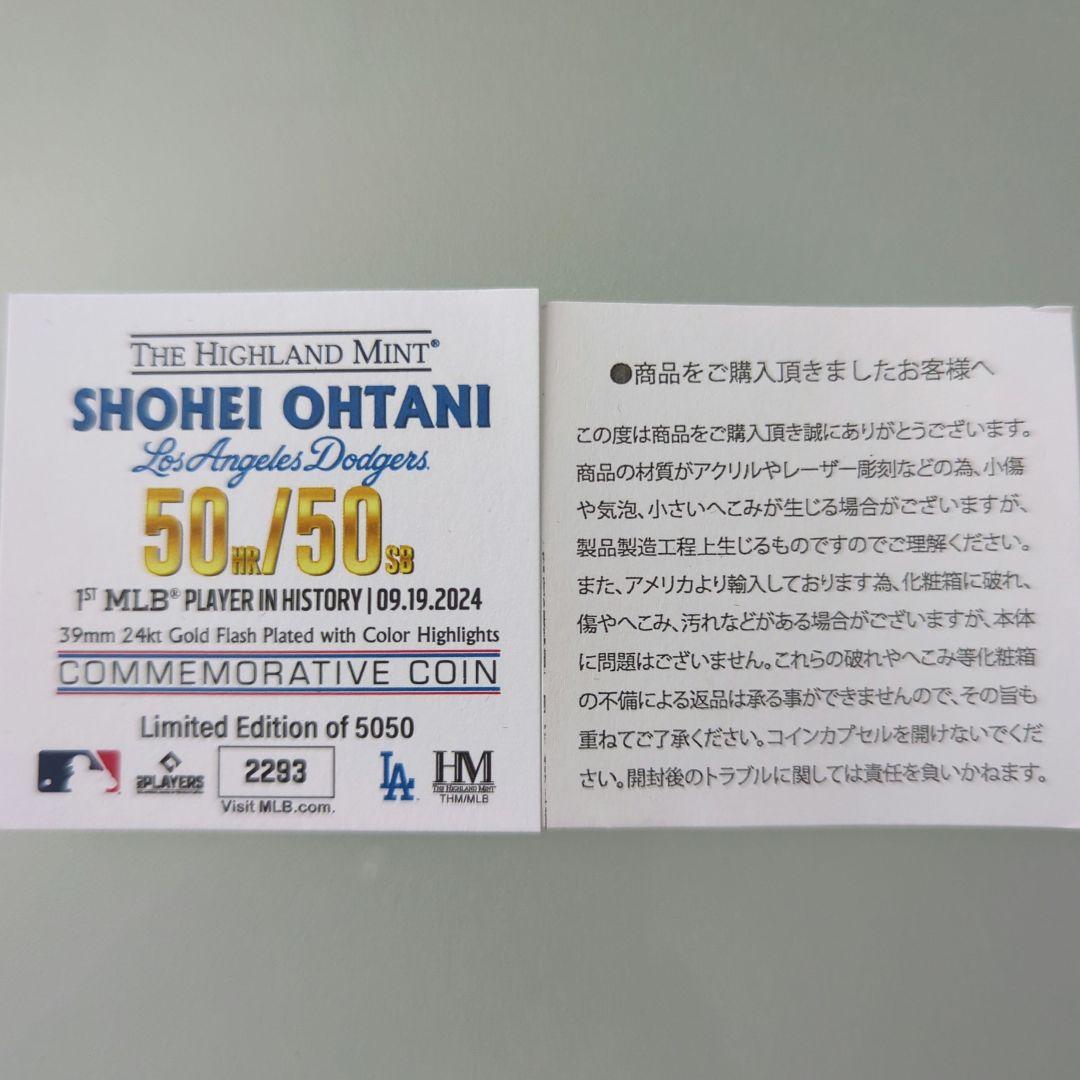 THE HIGHLAND MINT®
SHOHEI OHTANI
Los Angeles Dodgers.
50HR/50SB
1ST MLB® PLAYER IN HISTORY | 09.19.2024
39mm 24kt Gold Flash Plated with Color Highlights
COMMEMORATIVE COIN
Limited Edition of 5050
PLAYERS
2293
Visit MLB.com.
LA
HM
THE HIGHLAND MINT
THM/MLB
●商品をご購入頂きましたお客様へ
この度は商品をご購入頂き誠にありがとうございます。
商品の材質がアクリルやレーザー彫刻などの為、小傷
や気泡、小さいへこみが生じる場合がございますが、
製品製造工程上生じるものですのでご理解ください。
また、アメリカより輸入しております為、化粧箱に破れ、
傷やへこみ、汚れなどがある場合がございますが、本体
に問題はございません。これらの破れやへこみ等化粧箱
の不備による返品は承る事ができませんので、その旨も
重ねてご了承ください。コインカプセルを開けないでくだ
さい。開封後のトラブルに関しては責任を負いかねます。